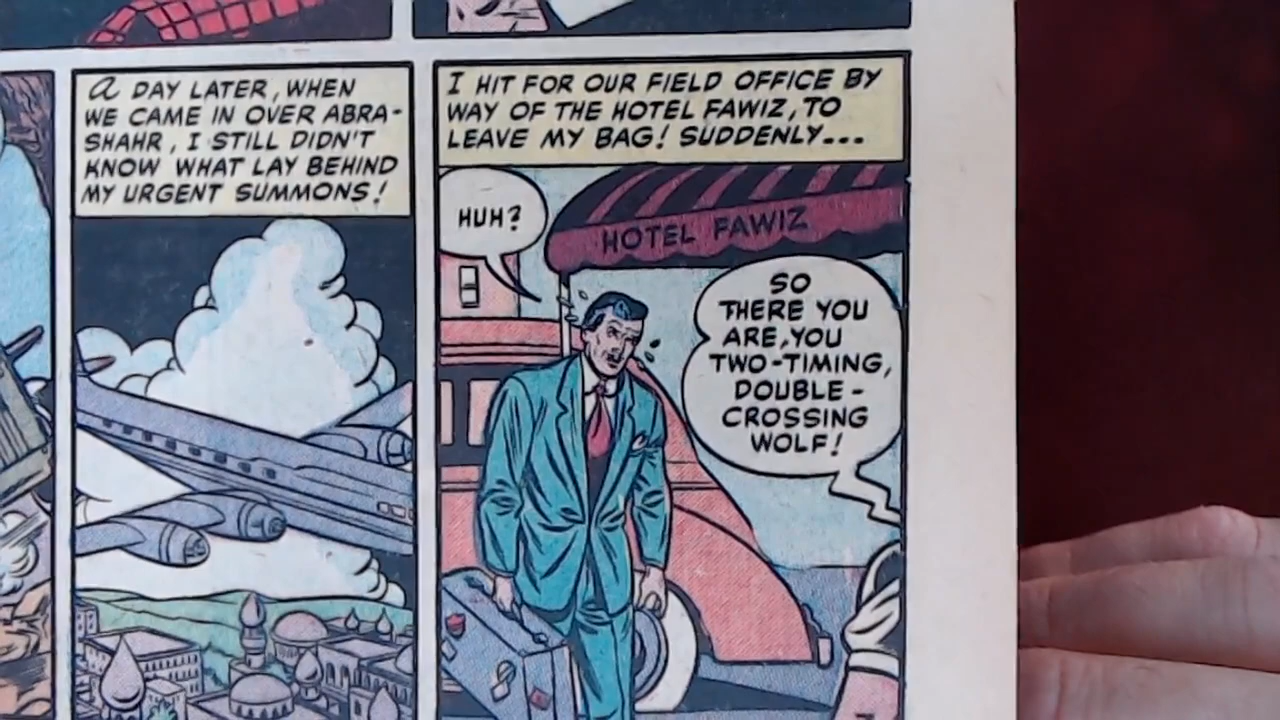 A DAY LATER, WHEN
WE CAME IN OVER ABRA-
SHAHR, I STILL DIDN'T
KNOW WHAT LAY BEHIND
MY URGENT SUMMONS!
I HIT FOR OUR FIELD OFFICE BY
WAY OF THE HOTEL FAWIZ, TO
LEAVE MY BAG! SUDDENLY...
HUH?
HOTEL FAWIZ
SO
THERE YOU
ARE, YOU
TWO-TIMING,
DOUBLE-
CROSSING
WOLF!